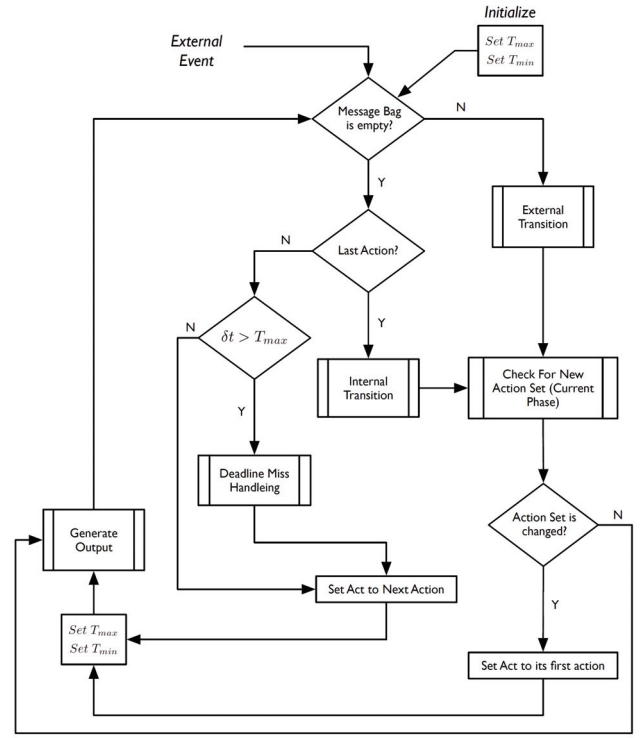 Initialize
External
Event
Set T_max
Set T_min
Message Bag
is empty?
N
Y
External
Transition
N
Last Action?
Y
N
δt > T_max
Y
Internal
Transition
Check For New
Action Set (Current
Phase)
Deadline Miss
Handleing
Action Set is
changed?
N
Y
Generate
Output
Set Act to Next Action
Set T_max
Set T_min
Set Act to its first action